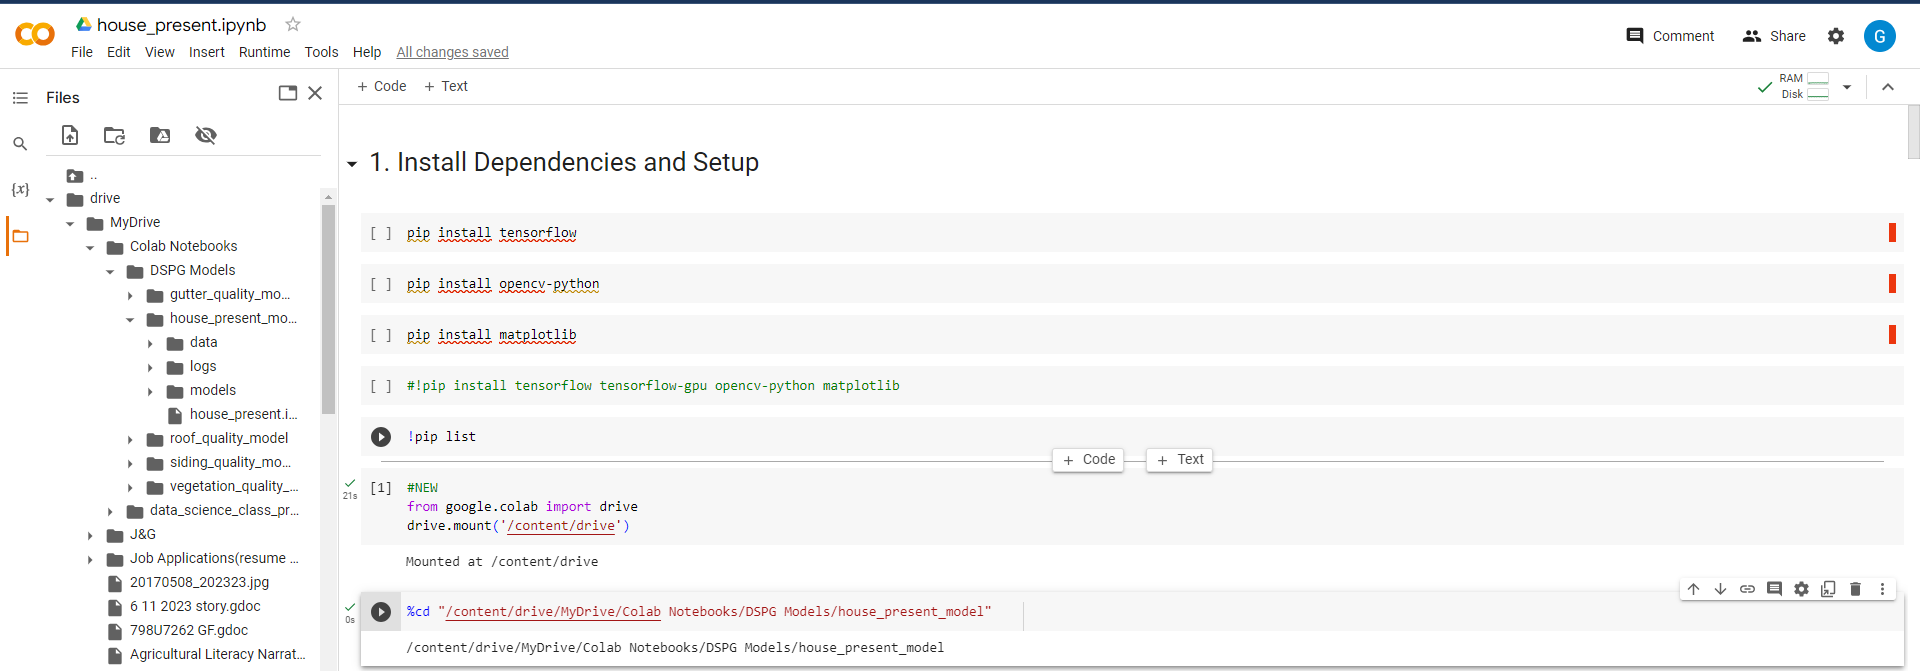 house_present.ipynb
File Edit View Insert Runtime Tools Help All changes saved
Comment Share G
Files
+ Code + Text
RAM
Disk
..
drive
MyDrive
Colab Notebooks
DSPG Models
gutter_quality_mo...
house_present_mo...
data
logs
models
house_present.i...
roof_quality_model
siding_quality_mo...
vegetation_quality_...
data_science_class_pr...
J&G
Job Applications(resume ...
20170508_202323.jpg
6 11 2023 story.gdoc
798U7262 GF.gdoc
Agricultural Literacy Narrat...
1. Install Dependencies and Setup
[ ] pip install tensorflow
[ ] pip install opencv-python
[ ] pip install matplotlib
[ ] #!pip install tensorflow tensorflow-gpu opencv-python matplotlib
!pip list
+ Code + Text
21s
[1] #NEW
from google.colab import drive
drive.mount('/content/drive')
Mounted at /content/drive
0s
%cd "/content/drive/MyDrive/Colab Notebooks/DSPG Models/house_present_model"
/content/drive/MyDrive/Colab Notebooks/DSPG Models/house_present_model